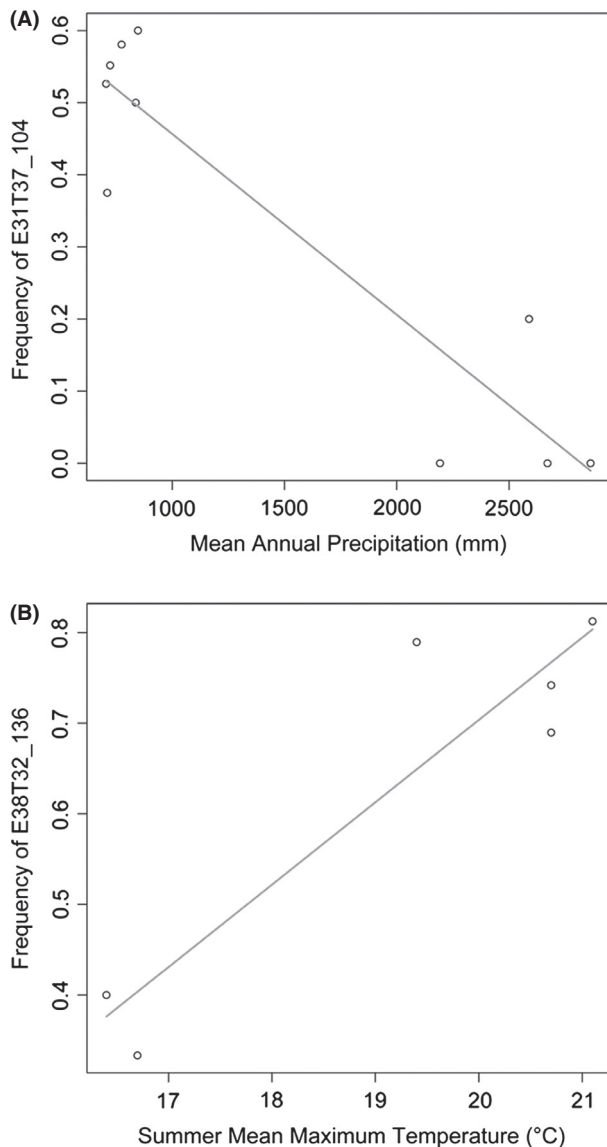 (A)
Frequency of E31T37_104
0.6
0.5
0.4
0.3
0.2
0.1
0.0
1000 1500 2000 2500
Mean Annual Precipitation (mm)
(B)
Frequency of E38T32_136
0.8
0.7
0.6
0.5
0.4
17 18 19 20 21
Summer Mean Maximum Temperature (°C)